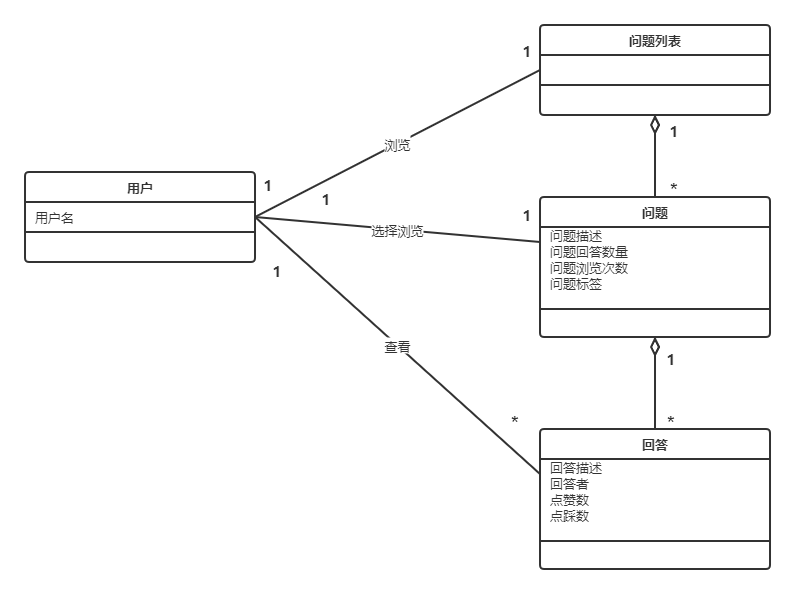 问题列表
1
浏览
1
用户
1
*
1
1
问题
用户名
选择浏览
问题描述
问题回答数量
问题浏览次数
问题标签
1
查看
1
*
*
回答
回答描述
回答者
点赞数
点踩数